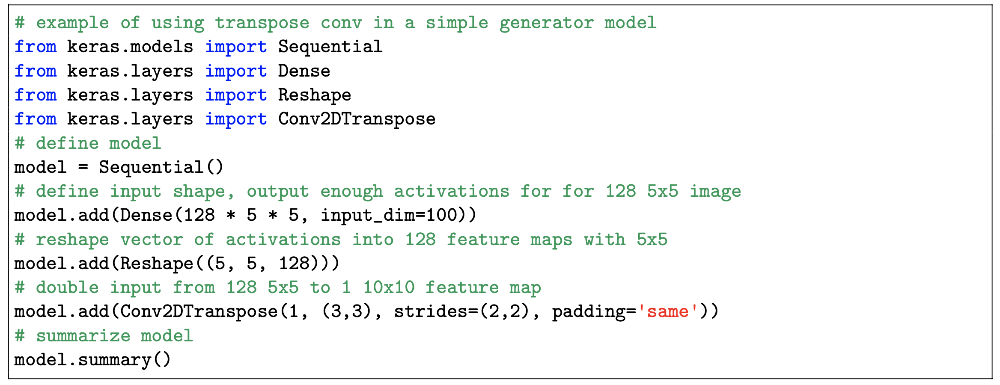 # example of using transpose conv in a simple generator model
from keras.models import Sequential
from keras.layers import Dense
from keras.layers import Reshape
from keras.layers import Conv2DTranspose
# define model
model = Sequential()
# define input shape, output enough activations for for 128 5x5 image
model.add(Dense(128 * 5 * 5, input_dim=100))
# reshape vector of activations into 128 feature maps with 5x5
model.add(Reshape((5, 5, 128)))
# double input from 128 5x5 to 1 10x10 feature map
model.add(Conv2DTranspose(1, (3,3), strides=(2,2), padding='same'))
# summarize model
model.summary()